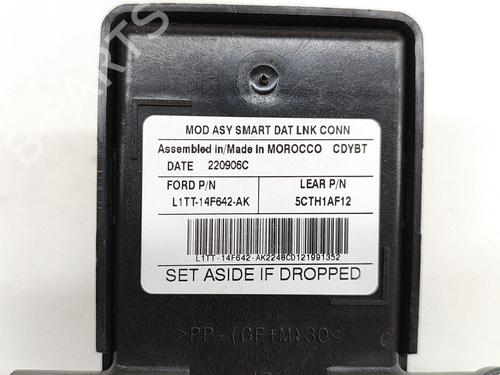 B-PARTS
MOD ASY SMART DAT LNK CONN
Assembled in/Made in MOROCCO CDYBT
DATE 220906C
FORD P/N LEAR P/N
L1TT-14F642-AK 5CTH1AF12
L1TT-14F642-AK2248CD121991352
SET ASIDE IF DROPPED
>PP-(GF+M)30<